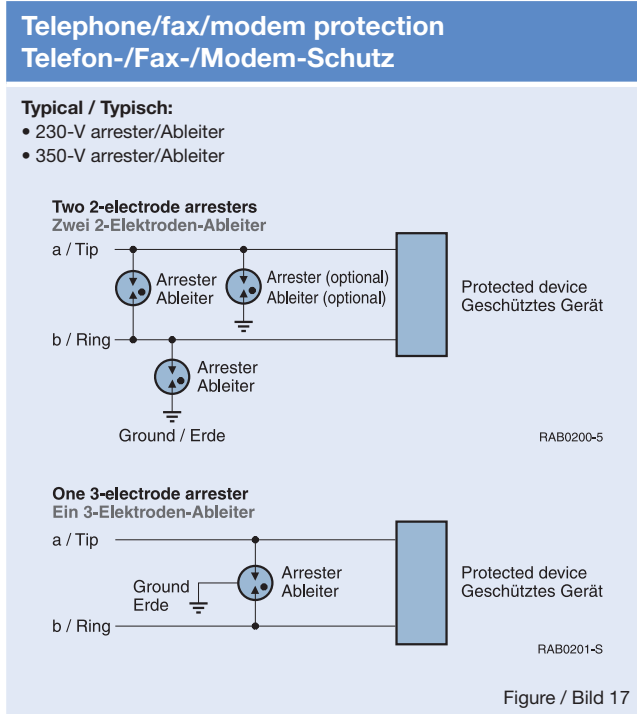 Telephone/fax/modem protection
Telefon-/Fax-/Modem-Schutz
Typical / Typisch:
• 230-V arrester/Ableiter
• 350-V arrester/Ableiter
Two 2-electrode arresters
Zwei 2-Elektroden-Ableiter
a / Tip
Arrester
Ableiter
Arrester (optional)
Ableiter (optional)
Protected device
Geschütztes Gerät
b / Ring
Arrester
Ableiter
Ground / Erde
RAB0200-5
One 3-electrode arrester
Ein 3-Elektroden-Ableiter
a / Tip
Ground
Erde
Arrester
Ableiter
Protected device
Geschütztes Gerät
b / Ring
RAB0201-S
Figure / Bild 17